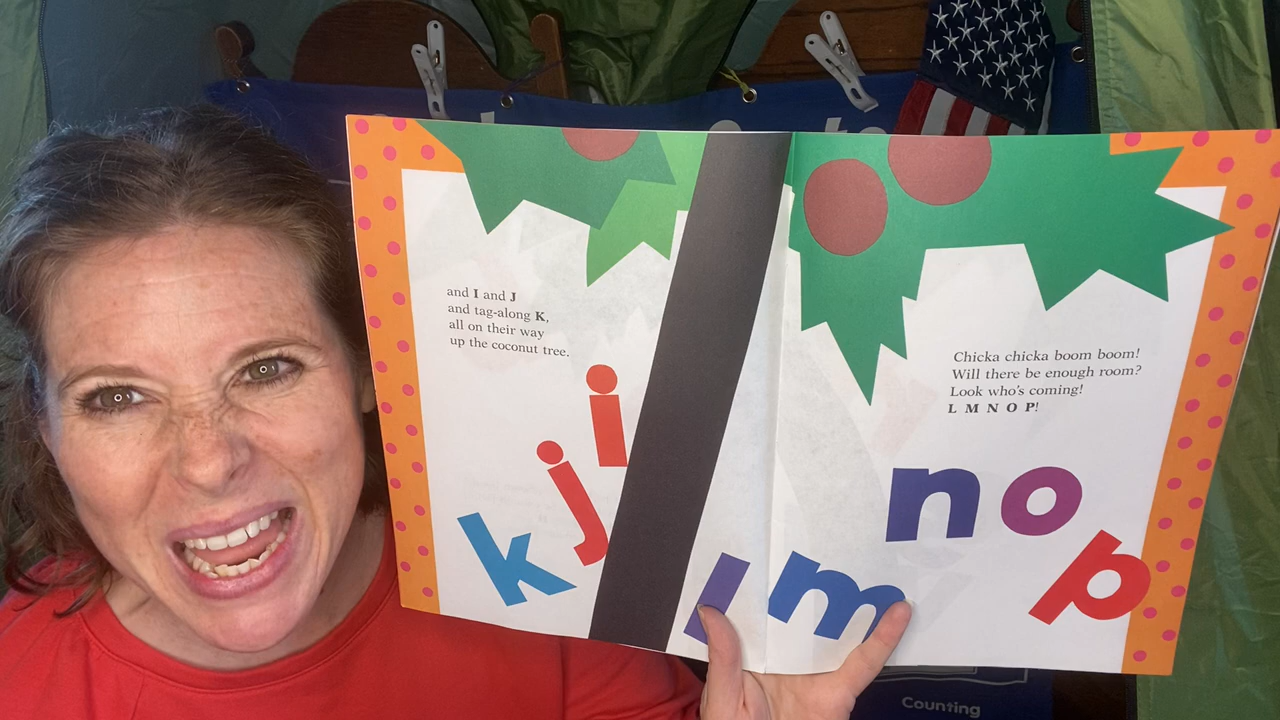 and I and J
and tag-along K,
all on their way
up the coconut tree.
i
j
k
Chicka chicka boom boom!
Will there be enough room?
Look who's coming!
L M N O P!
l m n o p
Counting